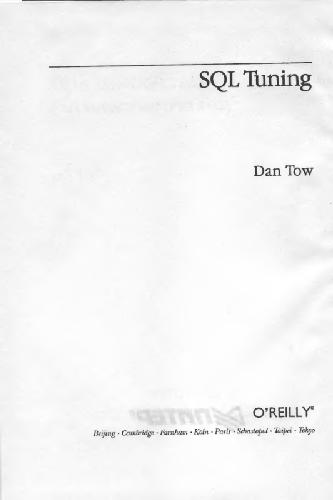 SQL Tuning
Dan Tow
O'REILLY®
Beijing · Cambridge · Farnham · Köln · Paris · Sebastopol · Taipei · Tokyo